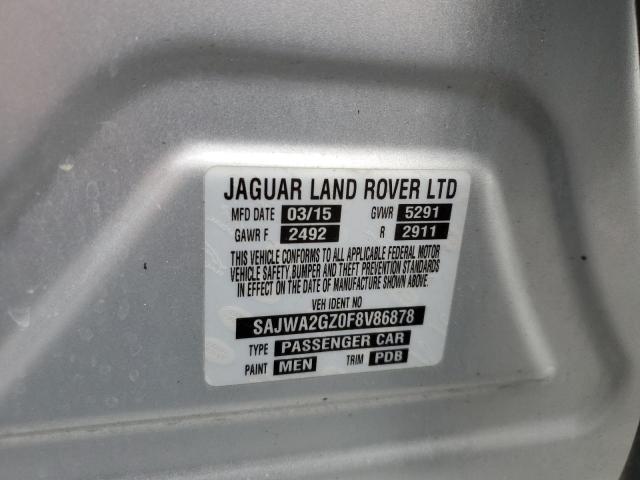 JAGUAR LAND ROVER LTD
MFD DATE 03/15 GVWR 5291
GAWR F 2492 R 2911
THIS VEHICLE CONFORMS TO ALL APPLICABLE FEDERAL MOTOR
VEHICLE SAFETY, BUMPER AND THEFT PREVENTION STANDARDS
IN EFFECT ON THE DATE OF MANUFACTURE SHOWN ABOVE.
VEH IDENT NO
SAJWA2GZ0F8V86878
TYPE PASSENGER CAR
PAINT MEN TRIM PDB